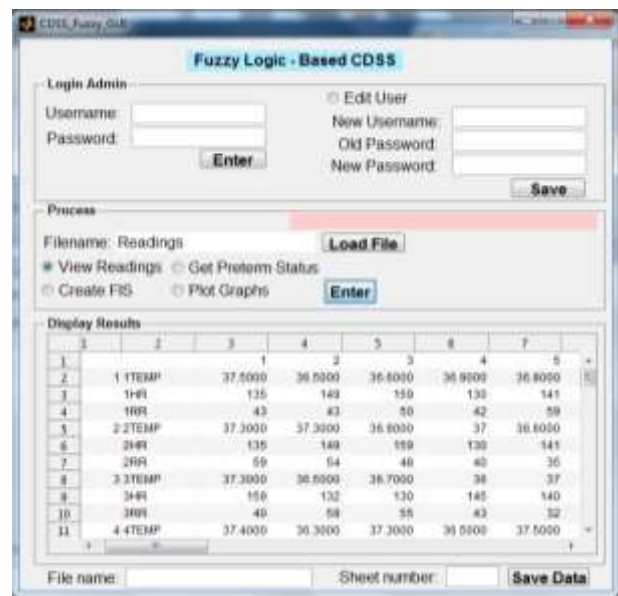 CDSS_Fuzzy_GUI
Fuzzy Logic - Based CDSS
Login Admin
Username:
Password:
Enter
Edit User
New Username:
Old Password:
New Password:
Save
Process
Filename: Readings Load File
View Readings Get Preterm Status
Create FIS Plot Graphs Enter
Display Results
1 2 3 4 5 6 7
1 1 2 3 4 5
2 1 1TEMP 37.5000 36.5000 36.6000 36.9000 36.8000
3 1HR 135 149 159 130 141
4 1RR 43 43 50 42 59
5 2 2TEMP 37.3000 37.3000 36.8000 37 36.6000
6 2HR 135 149 159 130 141
7 2RR 59 54 48 40 35
8 3 3TEMP 37.3000 36.5000 36.7000 36 37
9 3HR 159 132 130 145 140
10 3RR 40 58 55 43 32
11 4 4TEMP 37.4000 36.3000 37.3000 36.5000 37.5000
File name: Sheet number: Save Data